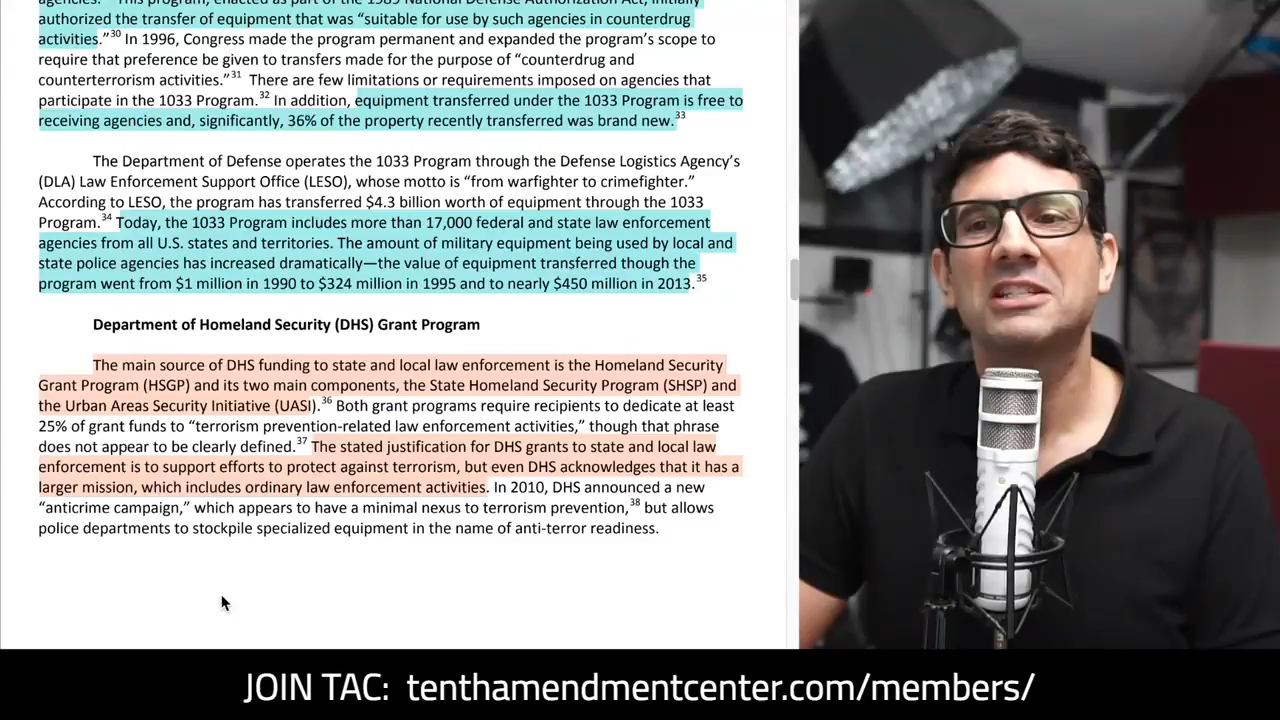 agencies.” This program, enacted as part of the 1989 National Defense Authorization Act, initially
authorized the transfer of equipment that was “suitable for use by such agencies in counterdrug
activities.”30 In 1996, Congress made the program permanent and expanded the program’s scope to
require that preference be given to transfers made for the purpose of “counterdrug and
counterterrorism activities.”31 There are few limitations or requirements imposed on agencies that
participate in the 1033 Program.32 In addition, equipment transferred under the 1033 Program is free to
receiving agencies and, significantly, 36% of the property recently transferred was brand new.33
The Department of Defense operates the 1033 Program through the Defense Logistics Agency’s
(DLA) Law Enforcement Support Office (LESO), whose motto is “from warfighter to crimefighter.”
According to LESO, the program has transferred $4.3 billion worth of equipment through the 1033
Program.34 Today, the 1033 Program includes more than 17,000 federal and state law enforcement
agencies from all U.S. states and territories. The amount of military equipment being used by local and
state police agencies has increased dramatically—the value of equipment transferred though the
program went from $1 million in 1990 to $324 million in 1995 and to nearly $450 million in 2013.35
Department of Homeland Security (DHS) Grant Program
The main source of DHS funding to state and local law enforcement is the Homeland Security
Grant Program (HSGP) and its two main components, the State Homeland Security Program (SHSP) and
the Urban Areas Security Initiative (UASI).36 Both grant programs require recipients to dedicate at least
25% of grant funds to “terrorism prevention-related law enforcement activities,” though that phrase
does not appear to be clearly defined.37 The stated justification for DHS grants to state and local law
enforcement is to support efforts to protect against terrorism, but even DHS acknowledges that it has a
larger mission, which includes ordinary law enforcement activities. In 2010, DHS announced a new
“anticrime campaign,” which appears to have a minimal nexus to terrorism prevention,38 but allows
police departments to stockpile specialized equipment in the name of anti-terror readiness.
JOIN TAC: tenthamendmentcenter.com/members/